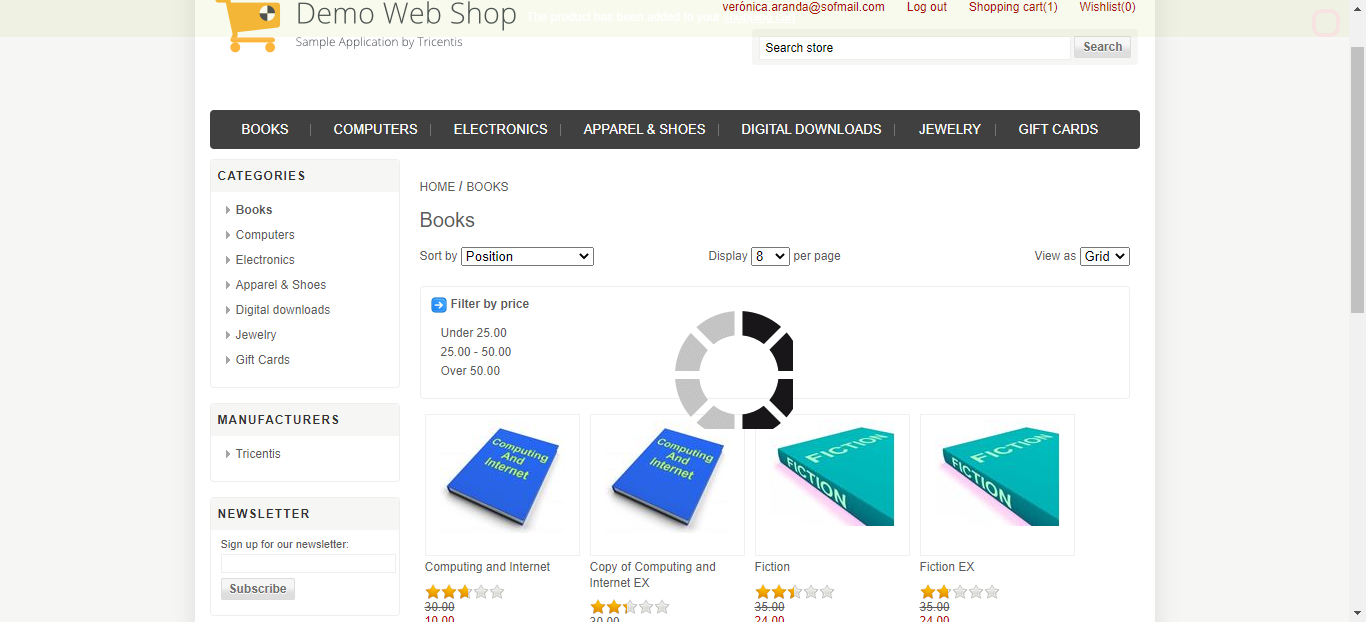 Demo Web Shop
Sample Application by Tricentis
The product has been added to your shopping cart
verónica.aranda@sofmail.com Log out Shopping cart(1) Wishlist(0)
Search store Search
BOOKS COMPUTERS ELECTRONICS APPAREL & SHOES DIGITAL DOWNLOADS JEWELRY GIFT CARDS
CATEGORIES
Books
Computers
Electronics
Apparel & Shoes
Digital downloads
Jewelry
Gift Cards
MANUFACTURERS
Tricentis
NEWSLETTER
Sign up for our newsletter:
Subscribe
HOME / BOOKS
Books
Sort by Position Display 8 per page View as Grid
Filter by price
Under 25.00
25.00 - 50.00
Over 50.00
Computing
And
Internet
Computing
And
Internet
FICTION
FICTION
FICTION
FICTION
Computing and Internet
30.00
10.00
Copy of Computing and
Internet EX
30.00
Fiction
35.00
24.00
Fiction EX
35.00
24.00